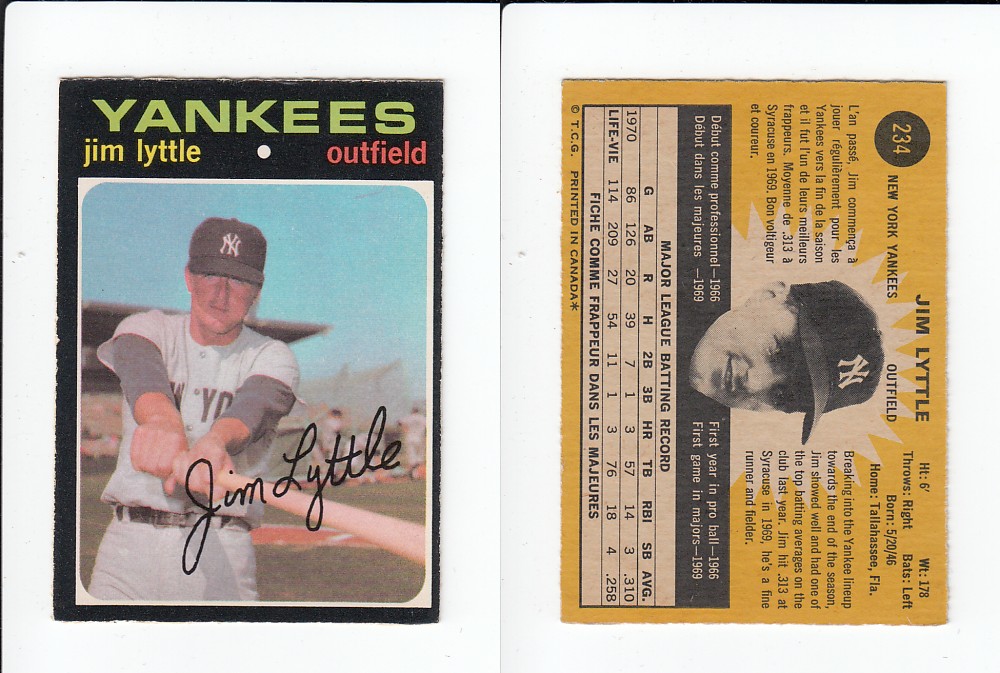 YANKEES
jim lyttle • outfield
NY
NEW YO
Jim Lyttle
234
JIM LYTTLE
NEW YORK YANKEES OUTFIELD
Ht: 6' Wt: 178
Throws: Right Bats: Left
Born: 5/20/46
Home: Tallahassee, Fla.
L'an passé, Jim commença à
jouer régulièrement pour les
Yankees vers la fin de la saison
et il fut l'un de leurs meilleurs
frappeurs. Moyenne de .313 à
Syracuse en 1969. Bon voltigeur
et coureur.
NY
Breaking into the Yankee lineup
towards the end of the season,
Jim showed well and had one of
the top batting averages on the
club last year. Jim hit .313 at
Syracuse in 1969, he's a fine
runner and fielder.
Début comme professionnel—1966 First year in pro ball—1966
Début dans les majeures —1969 First game in majors—1969
MAJOR LEAGUE BATTING RECORD
G AB R H 2B 3B HR TB RBI SB AVG.
1970 86 126 20 39 7 1 3 57 14 3 .310
LIFE-VIE 114 209 27 54 11 1 3 76 18 4 .258
FICHE COMME FRAPPEUR DANS LES MAJEURES
© T.C.G. PRINTED IN CANADA*